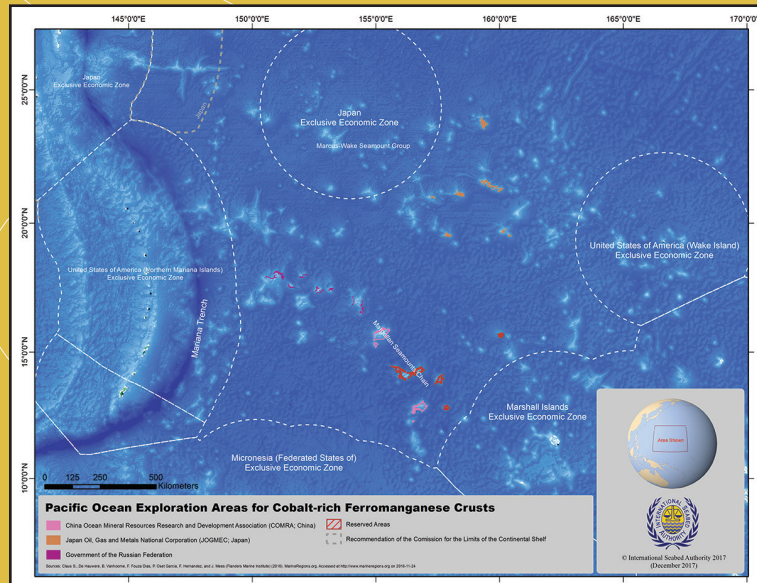 145°0'0"E 150°0'0"E 155°0'0"E 160°0'0"E 165°0'0"E 170°0'0"E
25°0'0"N
20°0'0"N
15°0'0"N
10°0'0"N
Japan
Exclusive Economic Zone
Japan
Japan
Exclusive Economic Zone
Marcus-Wake Seamount Group
United States of America (Wake Island)
Exclusive Economic Zone
United States of America (Northern Mariana Islands)
Exclusive Economic Zone
Mariana Trench
Magellan Seamount Chain
Marshall Islands
Exclusive Economic Zone
Micronesia (Federated States of)
Exclusive Economic Zone
0 125 250 500
Kilometers
Area Shown
Pacific Ocean Exploration Areas for Cobalt-rich Ferromanganese Crusts
China Ocean Mineral Resources Research and Development Association (COMRA; China)
Japan Oil, Gas and Metals National Corporation (JOGMEC; Japan)
Government of the Russian Federation
Reserved Areas
Recommendation of the Comission for the Limits of the Continental Shelf
INTERNATIONAL SEABED AUTHORITY
© International Seabed Authority 2017
(December 2017)